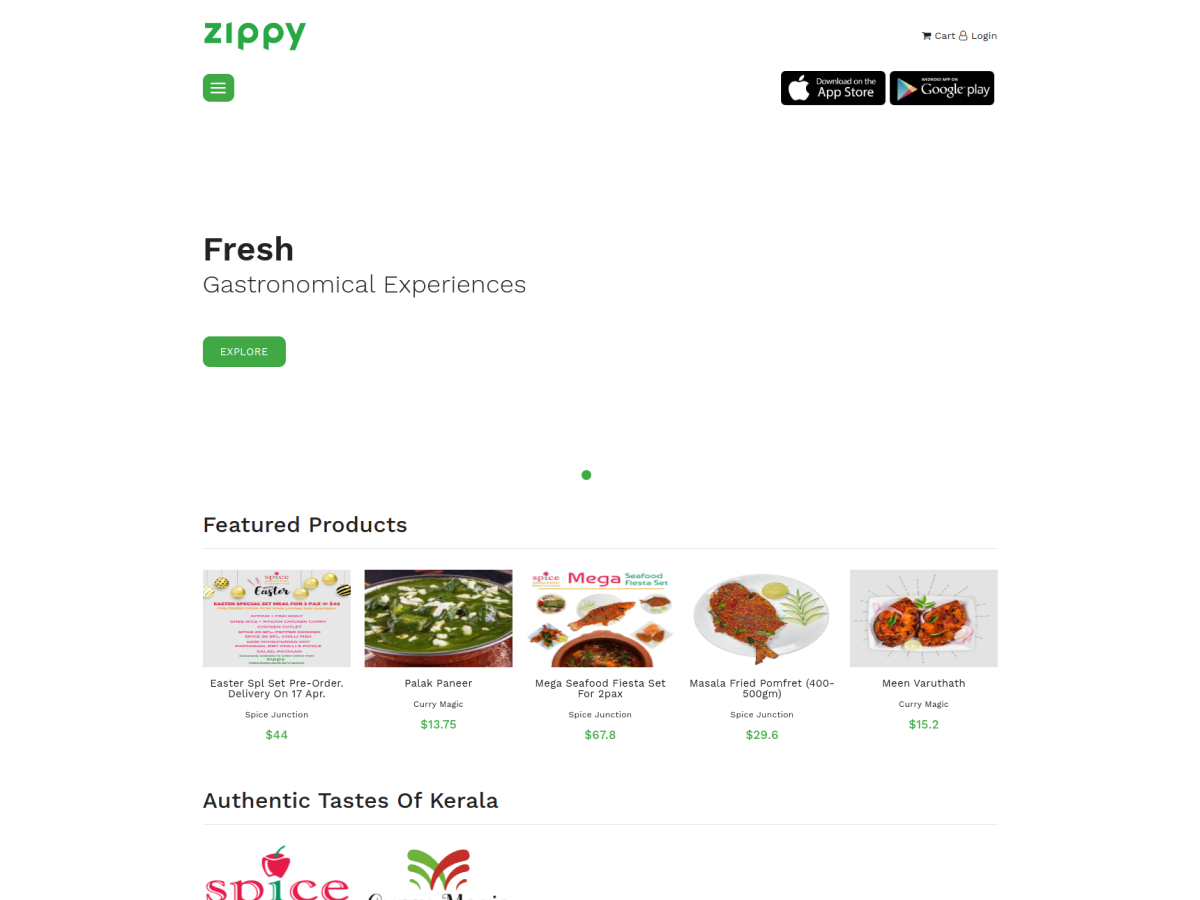 zippy
Cart Login
Download on the
App Store
ANDROID APP ON
Google play
Fresh
Gastronomical Experiences
EXPLORE
Featured Products
spice
Easter
EASTER SPECIAL SET MEAL FOR 2 PAX @ $44
spice Mega Seafood
Fiesta Set
Easter Spl Set Pre-Order.
Delivery On 17 Apr.
Spice Junction
$44
Palak Paneer
Curry Magic
$13.75
Mega Seafood Fiesta Set
For 2pax
Spice Junction
$67.8
Masala Fried Pomfret (400-
500gm)
Spice Junction
$29.6
Meen Varuthath
Curry Magic
$15.2
Authentic Tastes Of Kerala
spice